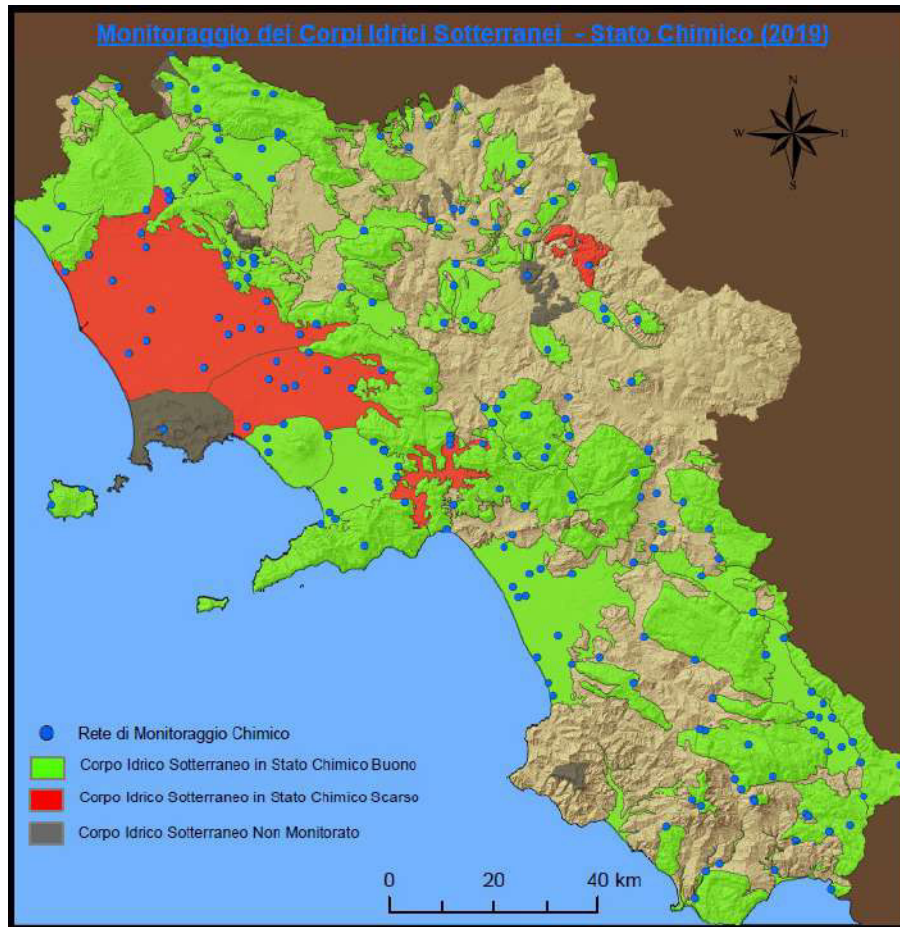 Monitoraggio dei Corpi Idrici Sotterranei - Stato Chimico (2019)
N
W E
S
Rete di Monitoraggio Chimico
Corpo Idrico Sotterraneo in Stato Chimico Buono
Corpo Idrico Sotterraneo in Stato Chimico Scarso
Corpo Idrico Sotterraneo Non Monitorato
0 20 40 km